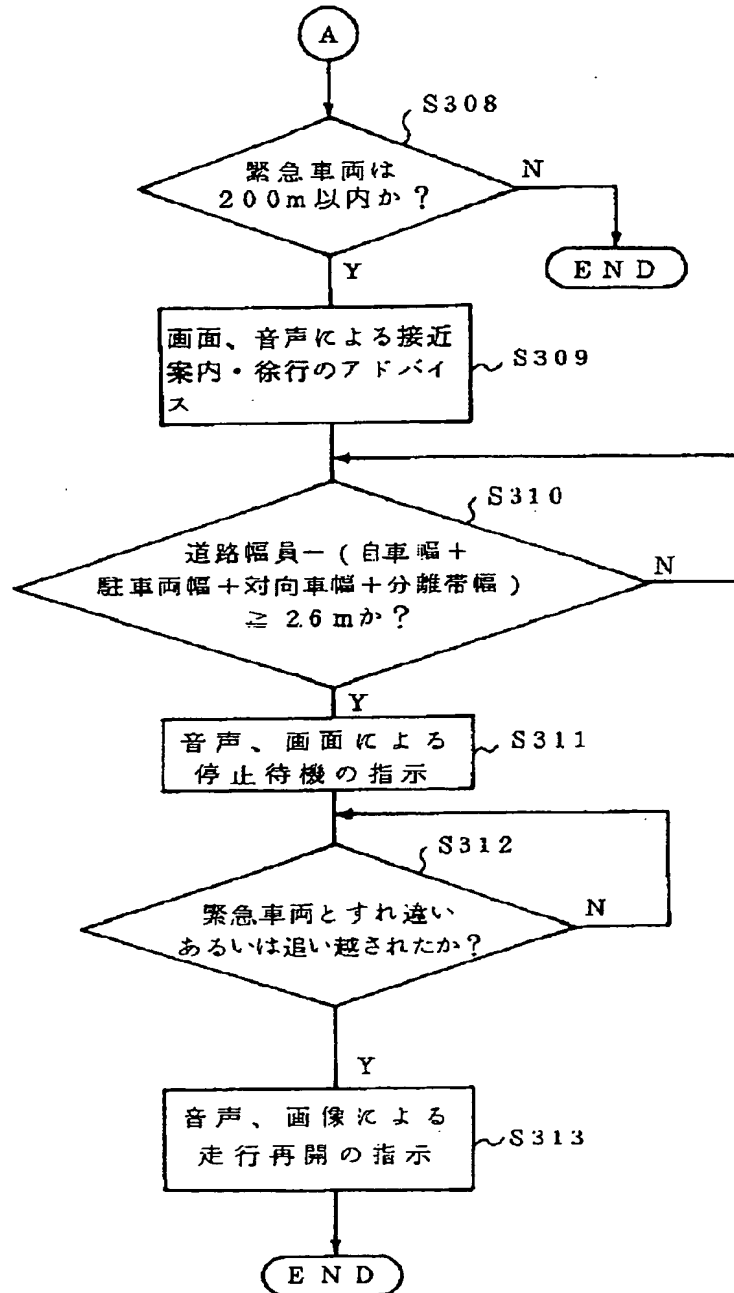 A
S308
緊急車両は
200m以内か？
N
END
Y
画面、音声による接近
案内・徐行のアドバイ
ス
S309
S310
道路幅員－（自車幅＋
駐車両幅＋対向車幅＋分離帯幅）
≧ 2.6mか？
N
Y
音声、画面による
停止待機の指示
S311
S312
緊急車両とすれ違い
あるいは追い越されたか？
N
Y
音声、画像による
走行再開の指示
S313
END